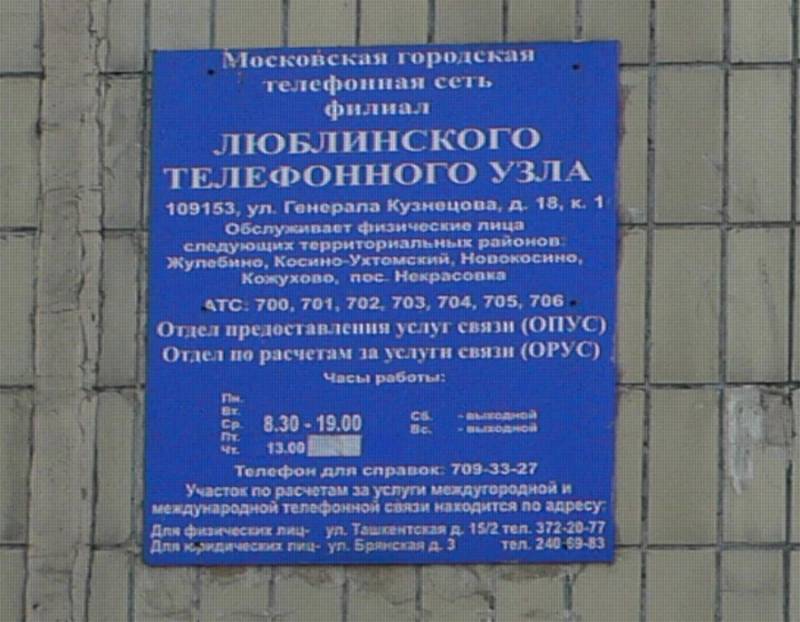 Московская городская
телефонная сеть
филиал
ЛЮБЛИНСКОГО
ТЕЛЕФОННОГО УЗЛА
109153, ул. Генерала Кузнецова, д. 18, к. 1
Обслуживает физические лица
следующих территориальных районов:
Жулебино, Косино-Ухтомский, Новокосино,
Кожухово, пос. Некрасовка
АТС: 700, 701, 702, 703, 704, 705, 706
Отдел предоставления услуг связи (ОПУС)
Отдел по расчетам за услуги связи (ОРУС)
Часы работы:
Пн.
Вт.
Ср. 8.30 - 19.00 Сб. - выходной
Пт. Вс. - выходной
Чт. 13.00
Телефон для справок: 709-33-27
Участок по расчетам за услуги междугородной и
международной телефонной связи находится по адресу:
Для физических лиц- ул. Ташкентская д. 15/2 тел. 372-20-77
Для юридических лиц- ул. Брянская д. 3 тел. 240-69-83